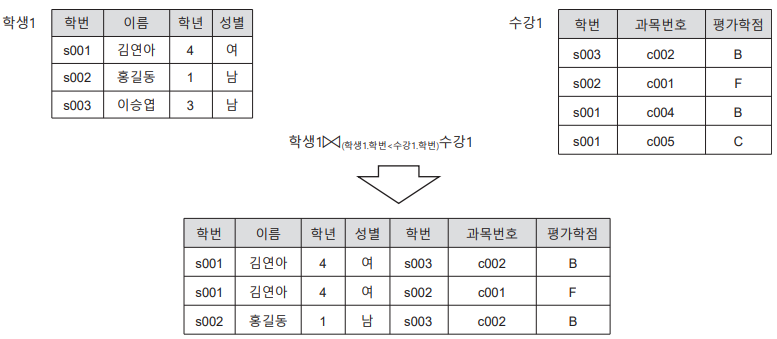 학생1
학번 이름 학년 성별
s001 김연아 4 여
s002 홍길동 1 남
s003 이승엽 3 남
수강1
학번 과목번호 평가학점
s003 c002 B
s002 c001 F
s001 c004 B
s001 c005 C
학생1⋈(학생1.학번<수강1.학번)수강1
학번 이름 학년 성별 학번 과목번호 평가학점
s001 김연아 4 여 s003 c002 B
s001 김연아 4 여 s002 c001 F
s002 홍길동 1 남 s003 c002 B